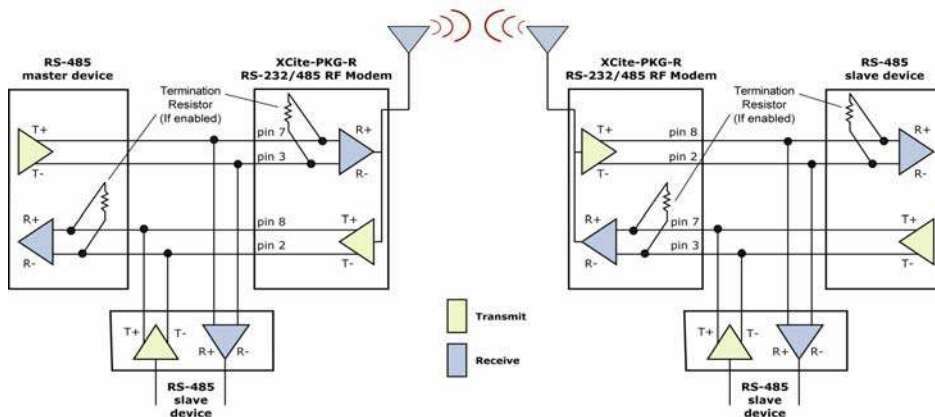 RS-485
master device
XCite-PKG-R
RS-232/485 RF Modem
Termination
Resistor
(If enabled)
T+
T-
R+
R-
pin 7
pin 3
pin 8
pin 2
R+
R-
T+
T-
T+
T-
R+
R-
RS-485
slave
device
Transmit
Receive
XCite-PKG-R
RS-232/485 RF Modem
RS-485
slave device
Termination
Resistor
(If enabled)
T+
T-
R+
R-
pin 8
pin 2
pin 7
pin 3
R+
R-
T+
T-
T+
T-
R+
R-
RS-485
slave
device